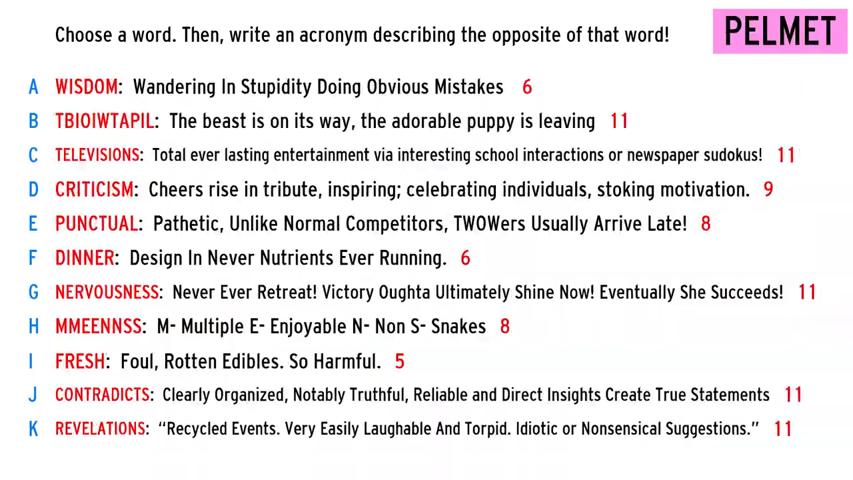 Choose a word. Then, write an acronym describing the opposite of that word!
PELMET
A WISDOM: Wandering In Stupidity Doing Obvious Mistakes 6
B TBIOIWTAPIL: The beast is on its way, the adorable puppy is leaving 11
C TELEVISIONS: Total ever lasting entertainment via interesting school interactions or newspaper sudokus! 11
D CRITICISM: Cheers rise in tribute, inspiring; celebrating individuals, stoking motivation. 9
E PUNCTUAL: Pathetic, Unlike Normal Competitors, TWOWers Usually Arrive Late! 8
F DINNER: Design In Never Nutrients Ever Running. 6
G NERVOUSNESS: Never Ever Retreat! Victory Oughta Ultimately Shine Now! Eventually She Succeeds! 11
H MMEENNSS: M- Multiple E- Enjoyable N- Non S- Snakes 8
I FRESH: Foul, Rotten Edibles. So Harmful. 5
J CONTRADICTS: Clearly Organized, Notably Truthful, Reliable and Direct Insights Create True Statements 11
K REVELATIONS: “Recycled Events. Very Easily Laughable And Torpid. Idiotic or Nonsensical Suggestions.” 11